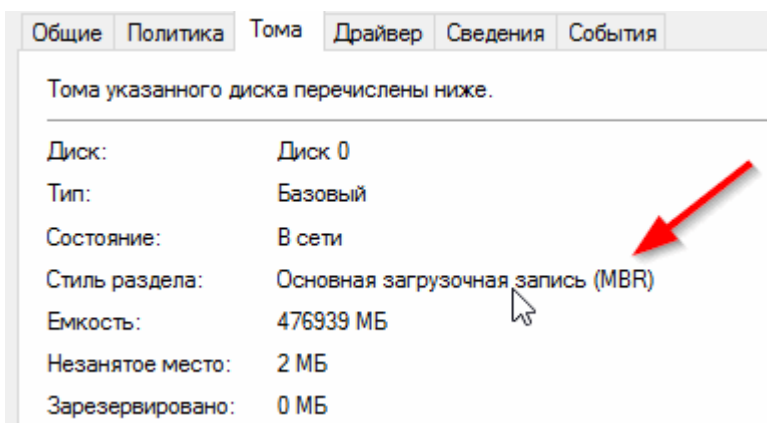 Общие Политика Тома Драйвер Сведения События
Тома указанного диска перечислены ниже.
Диск: Диск 0
Тип: Базовый
Состояние: В сети
Стиль раздела: Основная загрузочная запись (MBR)
Емкость: 476939 МБ
Незанятое место: 2 МБ
Зарезервировано: 0 МБ